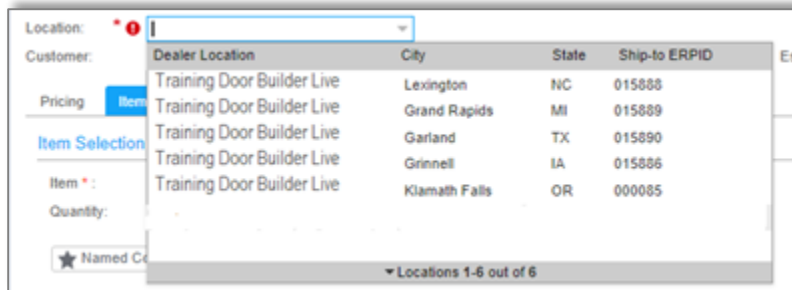 Location: *
Customer:
Dealer Location City State Ship-to ERPID
Training Door Builder Live Lexington NC 015888
Training Door Builder Live Grand Rapids MI 015889
Training Door Builder Live Garland TX 015890
Training Door Builder Live Grinnell IA 015886
Training Door Builder Live Klamath Falls OR 000085
Pricing Item
Item Selection
Item * :
Quantity:
Named Co
Locations 1-6 out of 6